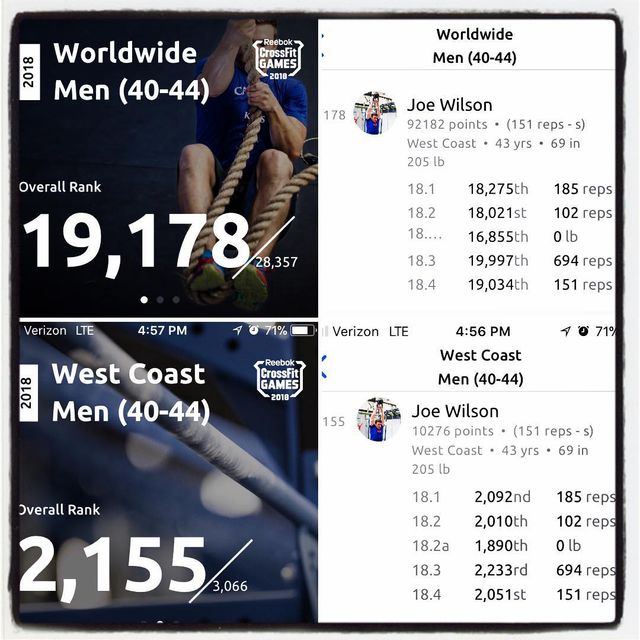 2018
Worldwide
Men (40-44)
Reebok
CrossFit
GAMES
2018
Overall Rank
19,178
28,357
Worldwide
Men (40-44)
178
Joe Wilson
92182 points • (151 reps - s)
West Coast • 43 yrs • 69 in
205 lb
18.1 18,275th 185 reps
18.2 18,021st 102 reps
18.... 16,855th 0 lb
18.3 19,997th 694 reps
18.4 19,034th 151 reps
Verizon LTE 4:57 PM 71%
2018
West Coast
Men (40-44)
Reebok
CrossFit
GAMES
2018
Overall Rank
2,155
3,066
Verizon LTE 4:56 PM 71%
West Coast
Men (40-44)
155
Joe Wilson
10276 points • (151 reps - s)
West Coast • 43 yrs • 69 in
205 lb
18.1 2,092nd 185 reps
18.2 2,010th 102 reps
18.2a 1,890th 0 lb
18.3 2,233rd 694 reps
18.4 2,051st 151 reps